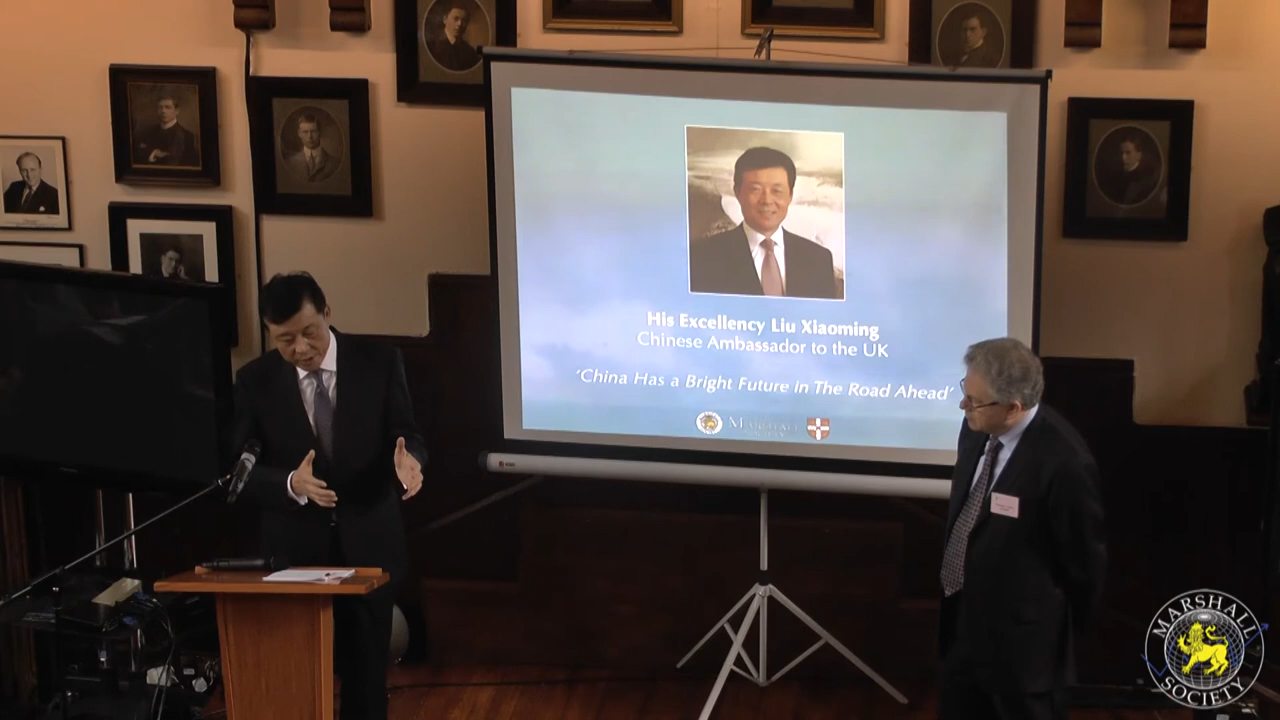 His Excellency Liu Xiaoming
Chinese Ambassador to the UK
‘China Has a Bright Future in The Road Ahead’
MARSHALL
SOCIETY